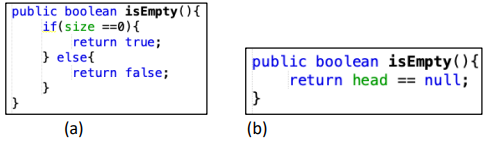 public boolean isEmpty(){
    if(size ==0){
        return true;
    } else{
        return false;
    }
}
(a)
public boolean isEmpty(){
    return head == null;
}
(b)